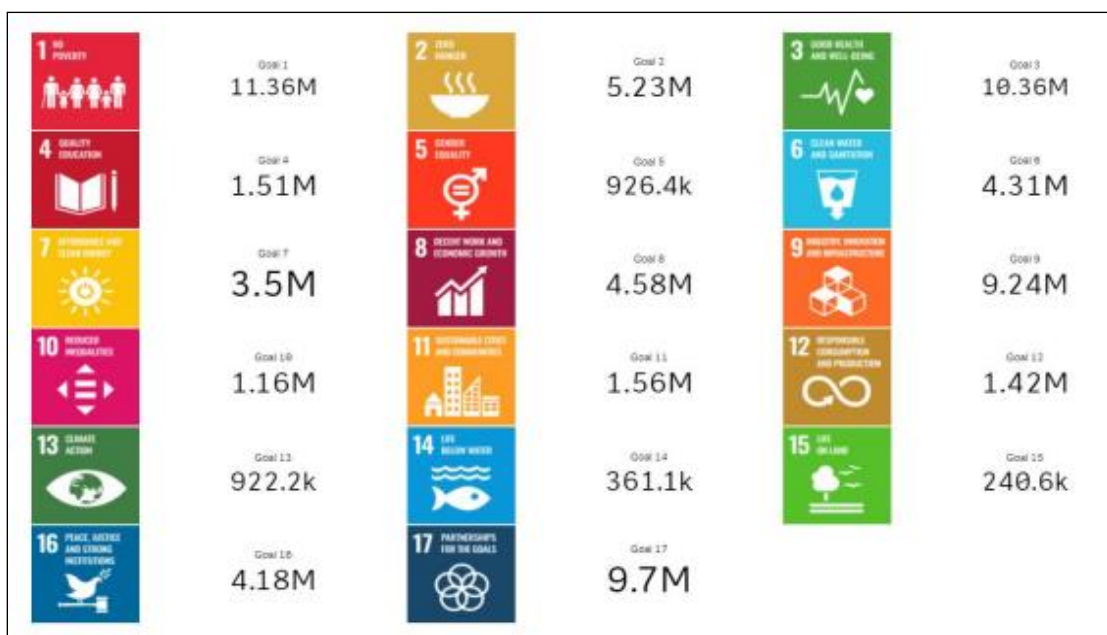 1 NO
POVERTY
Goal 1
11.36M
2 ZERO
HUNGER
Goal 2
5.23M
3 GOOD HEALTH
AND WELL-BEING
Goal 3
10.36M
4 QUALITY
EDUCATION
Goal 4
1.51M
5 GENDER
EQUALITY
Goal 5
926.4k
6 CLEAN WATER
AND SANITATION
Goal 6
4.31M
7 AFFORDABLE AND
CLEAN ENERGY
Goal 7
3.5M
8 DECENT WORK AND
ECONOMIC GROWTH
Goal 8
4.58M
9 INDUSTRY, INNOVATION
AND INFRASTRUCTURE
Goal 9
9.24M
10 REDUCED
INEQUALITIES
Goal 10
1.16M
11 SUSTAINABLE CITIES
AND COMMUNITIES
Goal 11
1.56M
12 RESPONSIBLE
CONSUMPTION
AND PRODUCTION
Goal 12
1.42M
13 CLIMATE
ACTION
Goal 13
922.2k
14 LIFE
BELOW WATER
Goal 14
361.1k
15 LIFE
ON LAND
Goal 15
240.6k
16 PEACE, JUSTICE
AND STRONG
INSTITUTIONS
Goal 16
4.18M
17 PARTNERSHIPS
FOR THE GOALS
Goal 17
9.7M